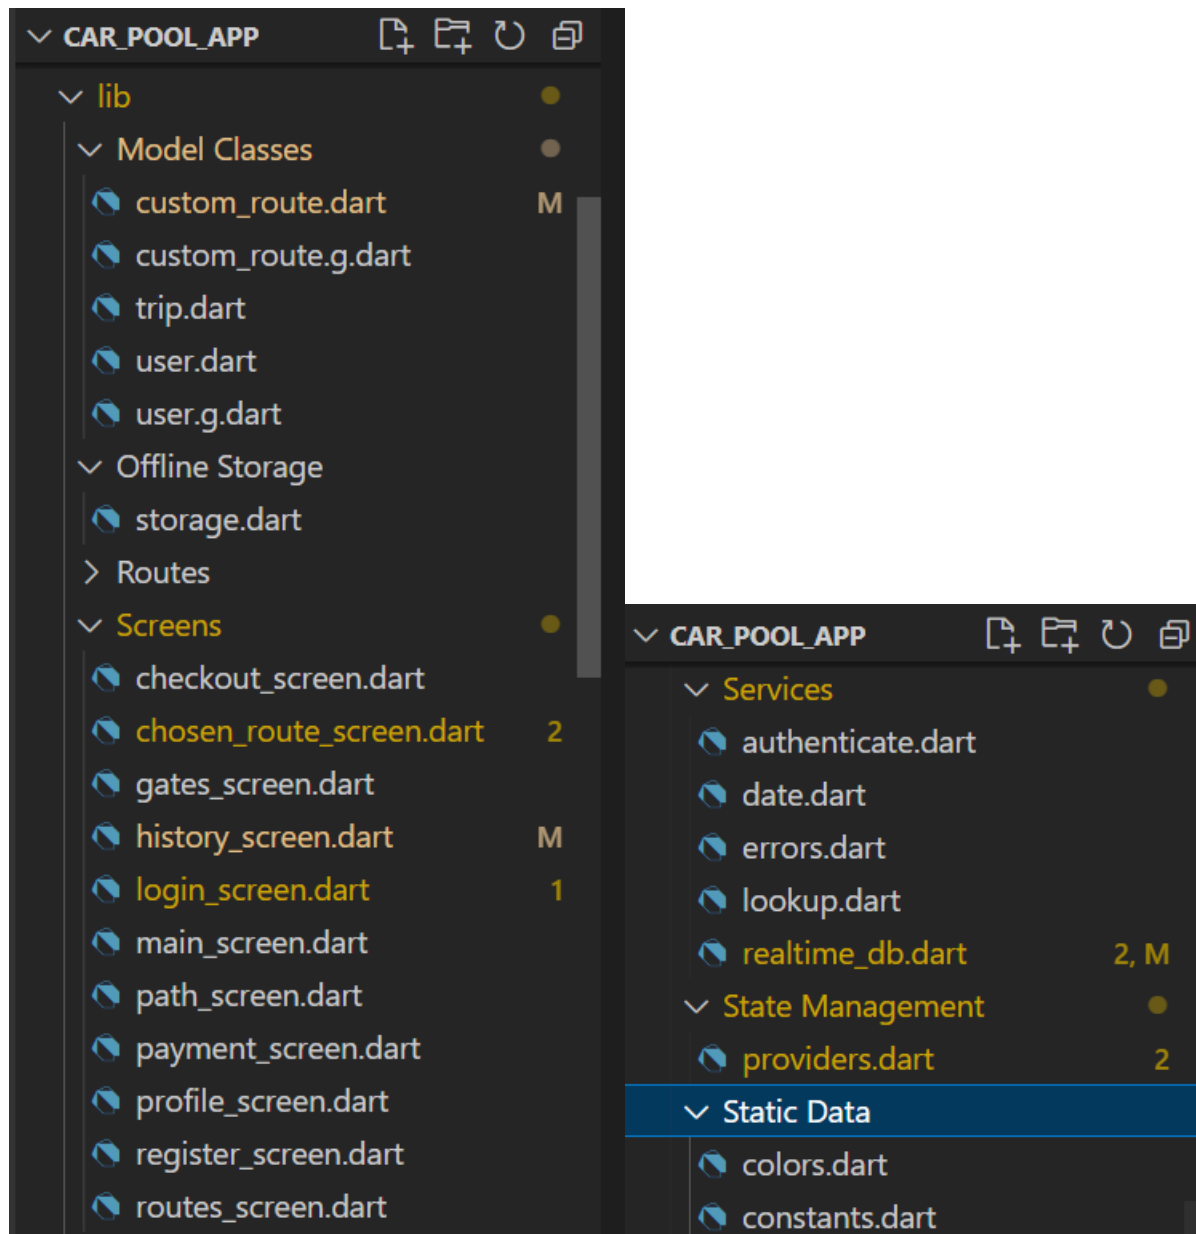 CAR_POOL_APP
lib
Model Classes
custom_route.dart M
custom_route.g.dart
trip.dart
user.dart
user.g.dart
Offline Storage
storage.dart
Routes
Screens
checkout_screen.dart
chosen_route_screen.dart 2
gates_screen.dart
history_screen.dart M
login_screen.dart 1
main_screen.dart
path_screen.dart
payment_screen.dart
profile_screen.dart
register_screen.dart
routes_screen.dart
CAR_POOL_APP
Services
authenticate.dart
date.dart
errors.dart
lookup.dart
realtime_db.dart 2, M
State Management
providers.dart 2
Static Data
colors.dart
constants.dart